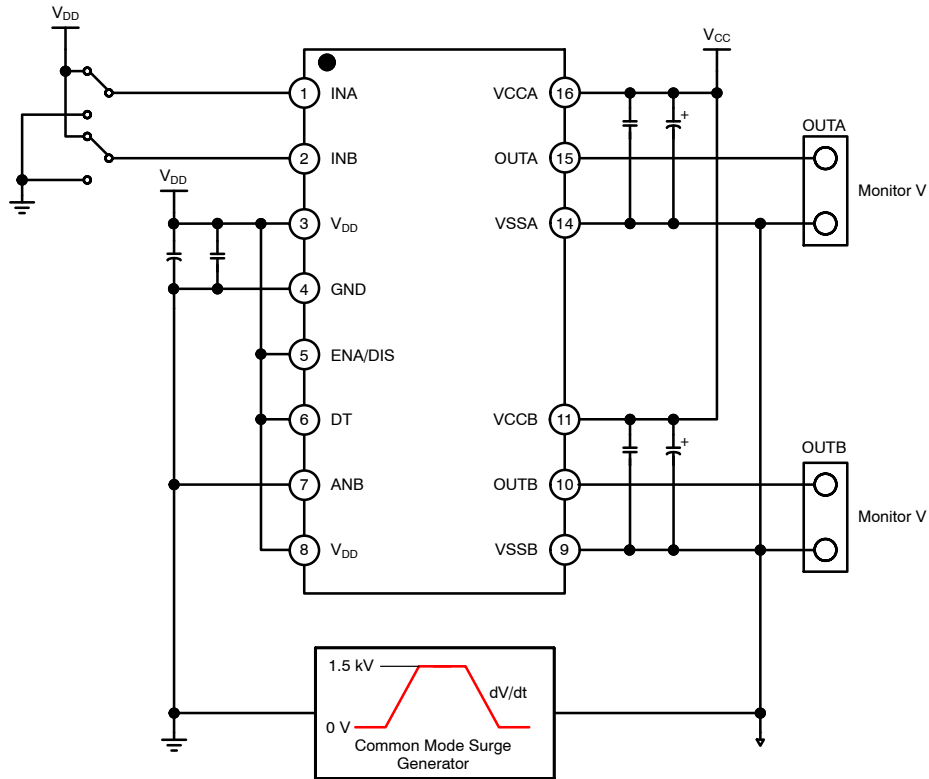 VDD
VCC
1 INA VCCA 16
OUTA
2 INB OUTA 15
Monitor V
VDD
3 VDD VSSA 14
4 GND
5 ENA/DIS
6 DT VCCB 11
OUTB
7 ANB OUTB 10
Monitor V
8 VDD VSSB 9
+
+
1.5 kV
dV/dt
0 V
Common Mode Surge
Generator